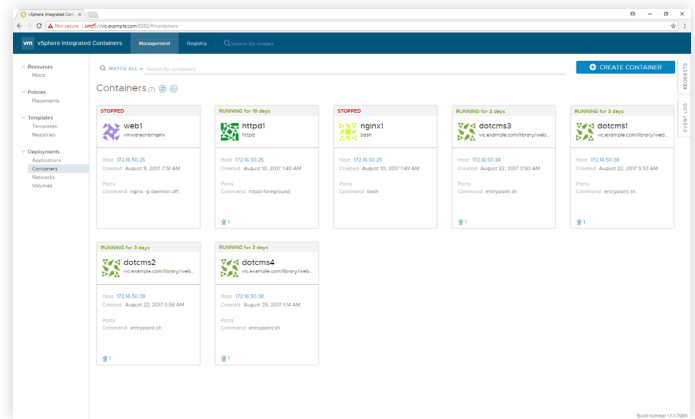 vSphere Integrated Con
Not secure | https://vic.example.com:8282/#/containers
vm vSphere Integrated Containers Management Registry Search for images
Resources
Hosts
Policies
Placements
Templates
Templates
Registries
Deployments
Applications
Containers
Networks
Volumes
MATCH ALL Search for containers
CREATE CONTAINER
REQUESTS
EVENT LOG
Containers (7)
STOPPED
web1
vmwarecna/nginx
Host: 172.16.50.25
Created: August 9, 2017 7:51 AM
Ports:
Command: nginx -g daemon off;
RUNNING for 18 days
httpd1
httpd
Host: 172.16.50.25
Created: August 10, 2017 1:40 AM
Ports:
Command: httpd-foreground
1
STOPPED
nginx1
bash
Host: 172.16.50.25
Created: August 10, 2017 1:49 AM
Ports:
Command: bash
RUNNING for 3 days
dotcms3
vic.example.com/library/web...
Host: 172.16.50.38
Created: August 22, 2017 3:50 AM
Ports:
Command: entrypoint.sh
1
RUNNING for 3 days
dotcms1
vic.example.com/library/web...
Host: 172.16.50.38
Created: August 22, 2017 5:53 AM
Ports:
Command: entrypoint.sh
1
RUNNING for 3 days
dotcms2
vic.example.com/library/web...
Host: 172.16.50.38
Created: August 22, 2017 5:58 AM
Ports:
Command: entrypoint.sh
1
RUNNING for 3 days
dotcms4
vic.example.com/library/web...
Host: 172.16.50.38
Created: August 25, 2017 1:14 AM
Ports:
Command: entrypoint.sh
1